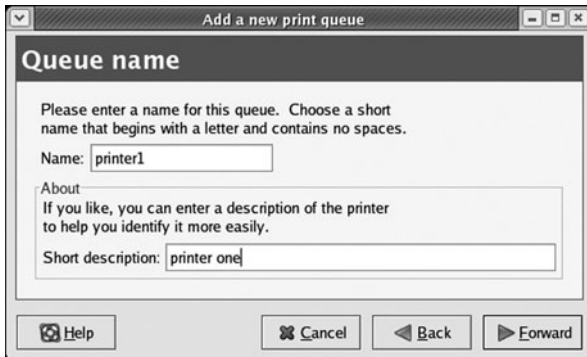 Add a new print queue
Queue name
Please enter a name for this queue. Choose a short
name that begins with a letter and contains no spaces.
Name: printer1
About
If you like, you can enter a description of the printer
to help you identify it more easily.
Short description: printer one
Help Cancel Back Forward